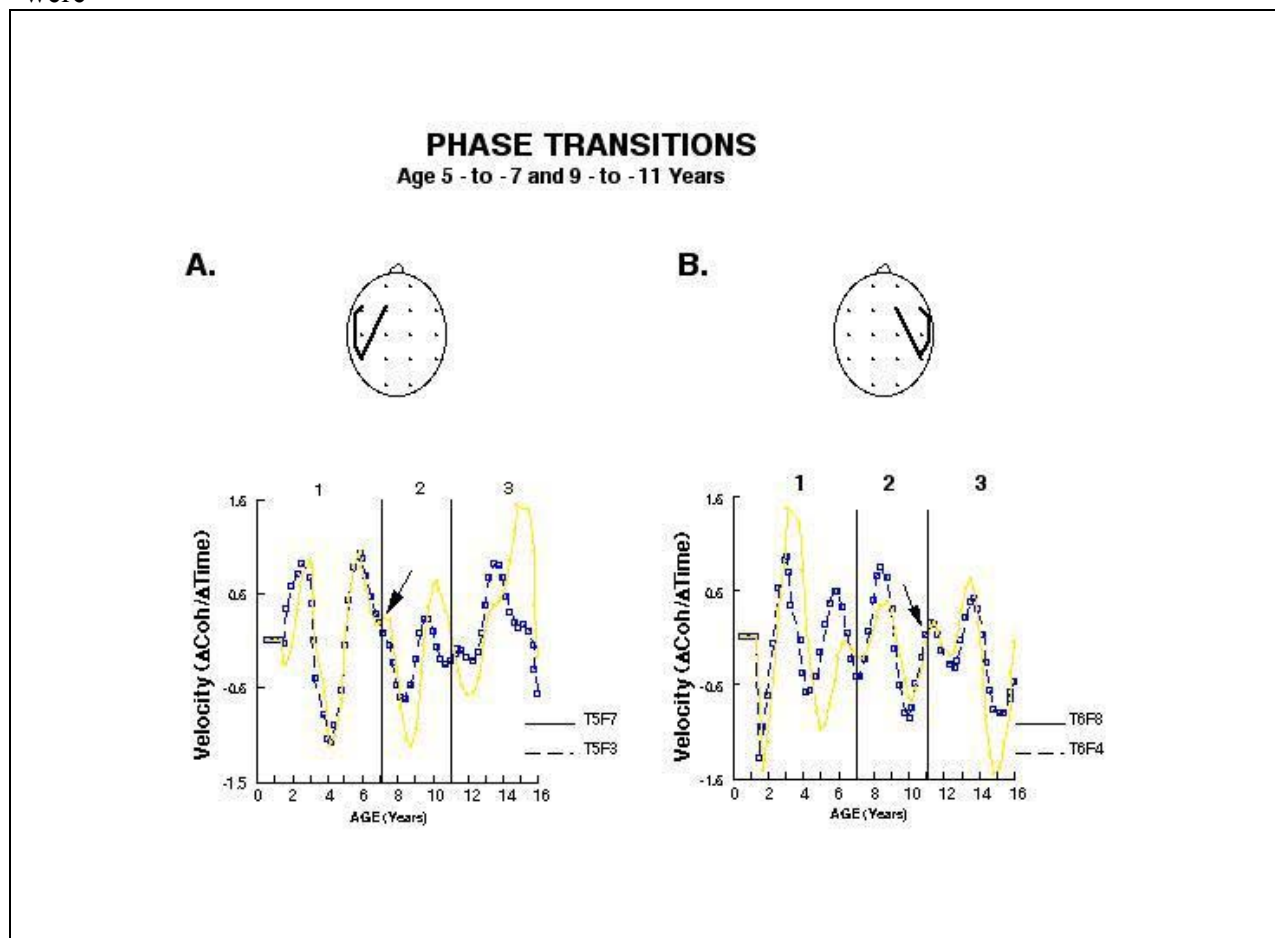 PHASE TRANSITIONS
Age 5 - to - 7 and 9 - to - 11 Years
A.
B.
1.6
0.6
-0.6
-1.5
Velocity (ΔCoh/ΔTime)
1
2
3
T5F7
T5F3
0 2 4 6 8 10 12 14 16
AGE (Years)
1.6
0.6
-0.6
-1.6
Velocity (ΔCoh/ΔTime)
1
2
3
T6F8
T6F4
0 2 4 6 8 10 12 14 16
AGE (Years)